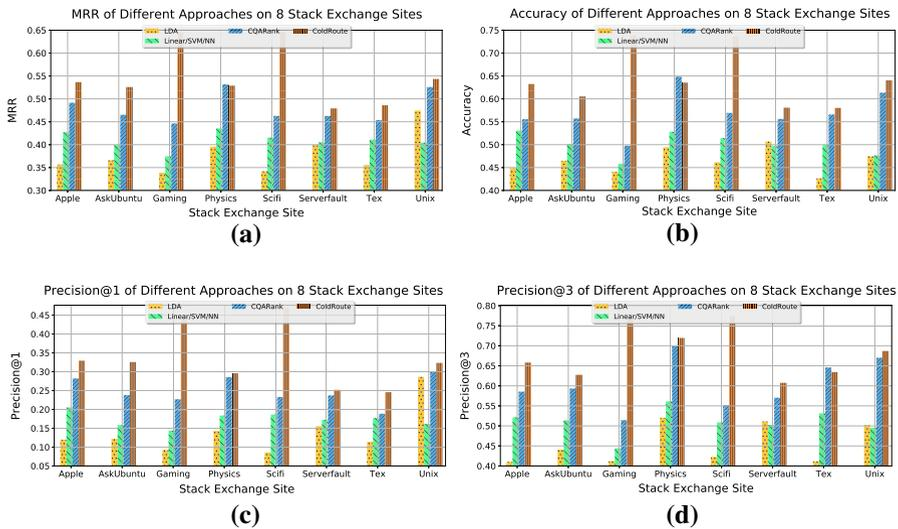 MRR of Different Approaches on 8 Stack Exchange Sites
LDA
Linear/SVM/NN
CQARank
ColdRoute
MRR
0.65
0.60
0.55
0.50
0.45
0.40
0.35
0.30
Apple AskUbuntu Gaming Physics Scifi Serverfault Tex Unix
Stack Exchange Site
(a)
Accuracy of Different Approaches on 8 Stack Exchange Sites
LDA
Linear/SVM/NN
CQARank
ColdRoute
Accuracy
0.75
0.70
0.65
0.60
0.55
0.50
0.45
0.40
Apple AskUbuntu Gaming Physics Scifi Serverfault Tex Unix
Stack Exchange Site
(b)
Precision@1 of Different Approaches on 8 Stack Exchange Sites
LDA
Linear/SVM/NN
CQARank
ColdRoute
Precision@1
0.45
0.40
0.35
0.30
0.25
0.20
0.15
0.10
0.05
Apple AskUbuntu Gaming Physics Scifi Serverfault Tex Unix
Stack Exchange Site
(c)
Precision@3 of Different Approaches on 8 Stack Exchange Sites
LDA
Linear/SVM/NN
CQARank
ColdRoute
Precision@3
0.80
0.75
0.70
0.65
0.60
0.55
0.50
0.45
0.40
Apple AskUbuntu Gaming Physics Scifi Serverfault Tex Unix
Stack Exchange Site
(d)